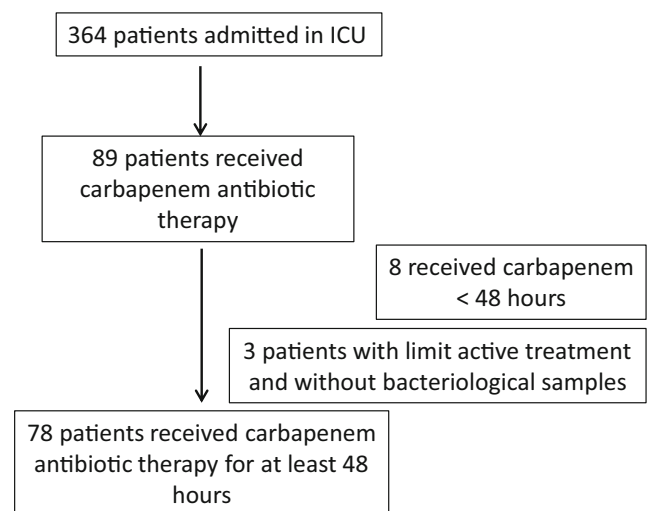 364 patients admitted in ICU
89 patients received
carbapenem antibiotic
therapy
8 received carbapenem
< 48 hours
3 patients with limit active treatment
and without bacteriological samples
78 patients received carbapenem
antibiotic therapy for at least 48
hours